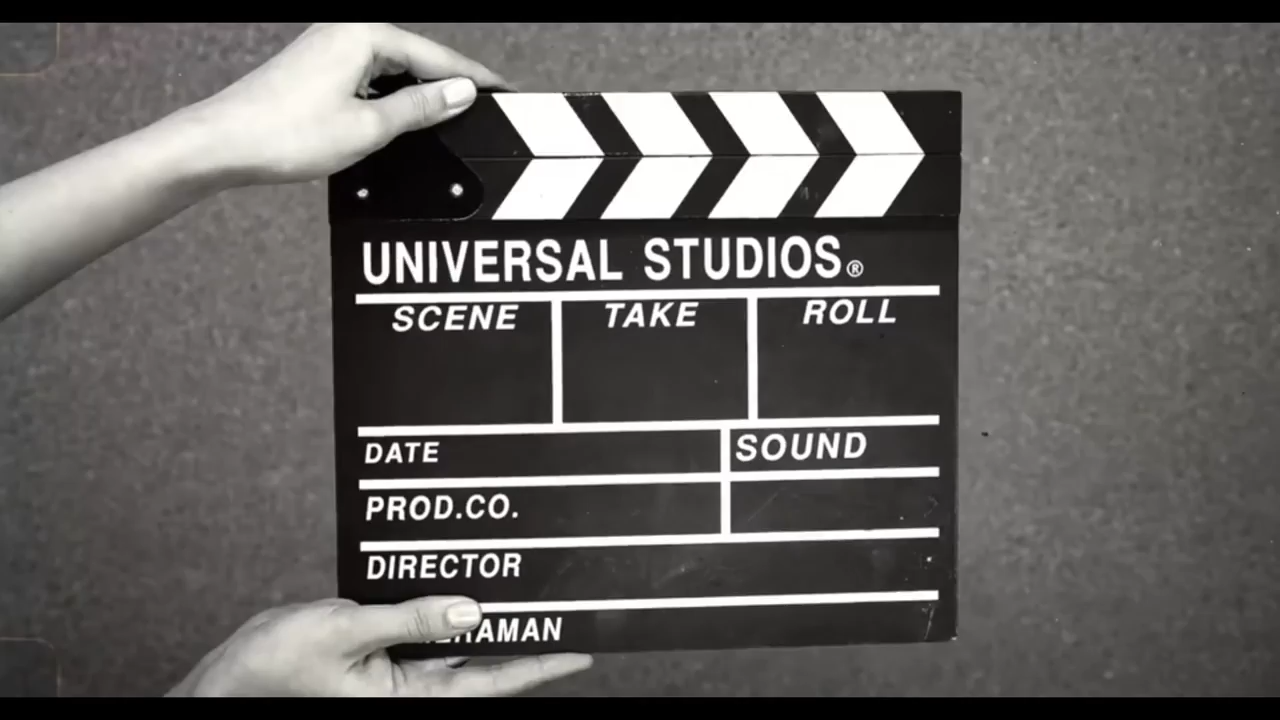 UNIVERSAL STUDIOS®
SCENE TAKE ROLL
DATE SOUND
PROD.CO.
DIRECTOR